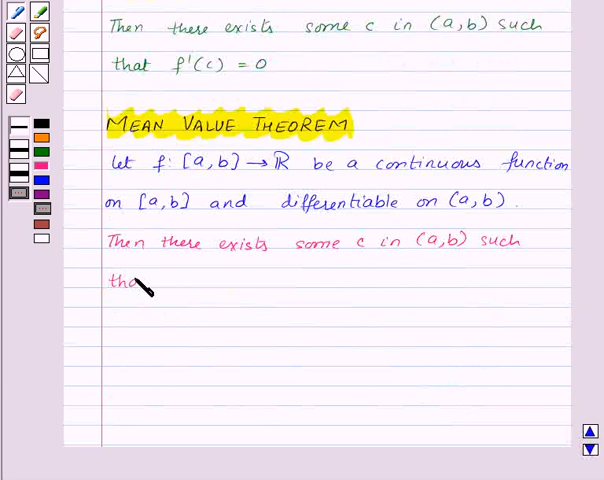 Then there exists some c in (a,b) such
that f'(c) = 0
MEAN VALUE THEOREM
let f: [a,b] → ℝ be a continuous function
on [a,b] and differentiable on (a,b).
Then there exists some c in (a,b) such
tha